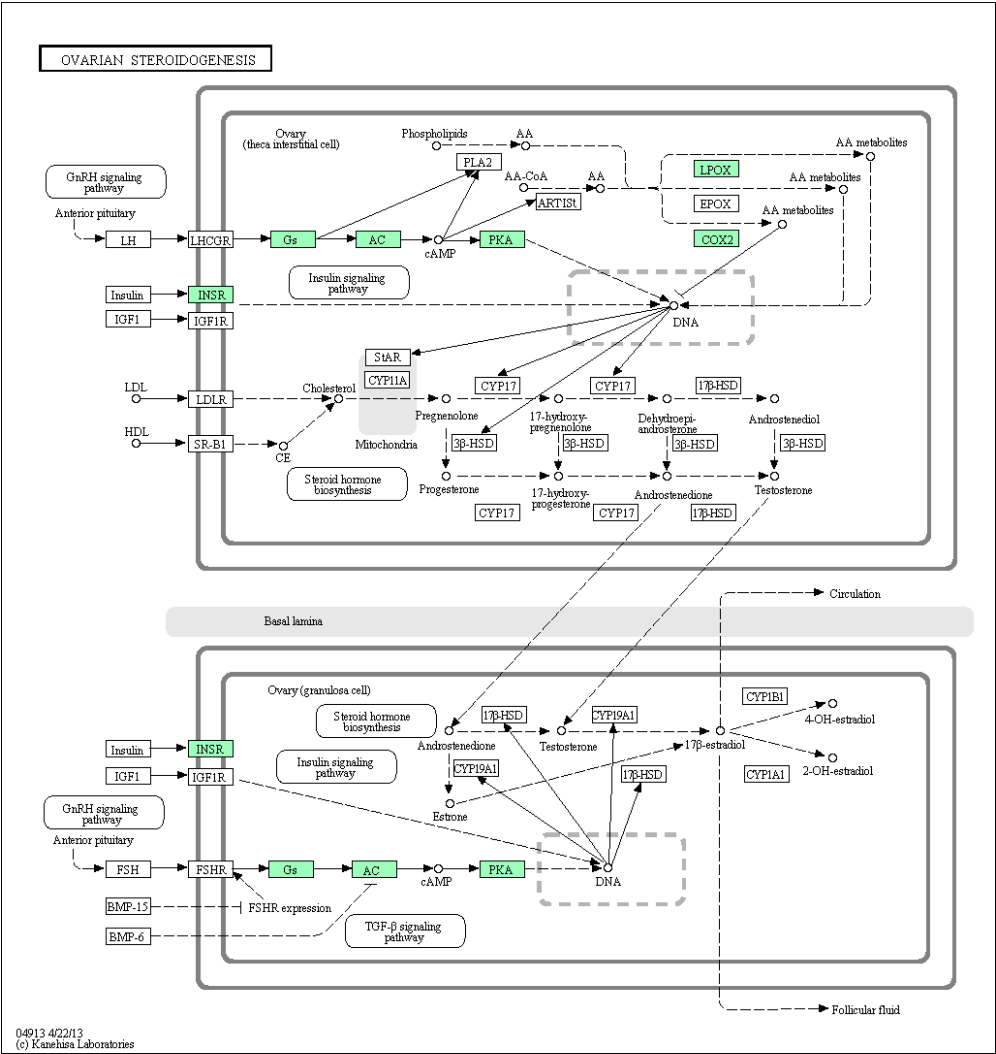 OVARIAN STEROIDOGENESIS
Ovary
(theca interstitial cell)
Phospholipids
AA
AA metabolites
PLA2
LPOX
GnRH signaling
pathway
AA-CoA
AA
AA metabolites
ARTISt
EPOX
Anterior pituitary
AA metabolites
LH
LHCGR
Gs
AC
cAMP
PKA
COX2
Insulin signaling
pathway
Insulin
INSR
IGF1
IGF1R
DNA
StAR
CYP11A
CYP17
CYP17
17β-HSD
LDL
LDLR
Cholesterol
Pregnenolone
17-hydroxy-
pregnenolone
Dehydroepi-
androsterone
Androstenediol
HDL
SR-B1
CE
Mitochondria
3β-HSD
3β-HSD
3β-HSD
3β-HSD
Steroid hormone
biosynthesis
Progesterone
17-hydroxy-
progesterone
Androstenedione
Testosterone
CYP17
CYP17
17β-HSD
Circulation
Basal lamina
Ovary (granulosa cell)
Steroid hormone
biosynthesis
17β-HSD
CYP19A1
CYP1B1
4-OH-estradiol
Androstenedione
Testosterone
17β-estradiol
Insulin
INSR
Insulin signaling
pathway
CYP19A1
17β-HSD
CYP1A1
2-OH-estradiol
IGF1
IGF1R
Estrone
GnRH signaling
pathway
Anterior pituitary
FSH
FSHR
Gs
AC
cAMP
PKA
DNA
BMP-15
FSHR expression
BMP-6
TGF-β signaling
pathway
Follicular fluid
04913 4/22/13
(c) Kanehisa Laboratories